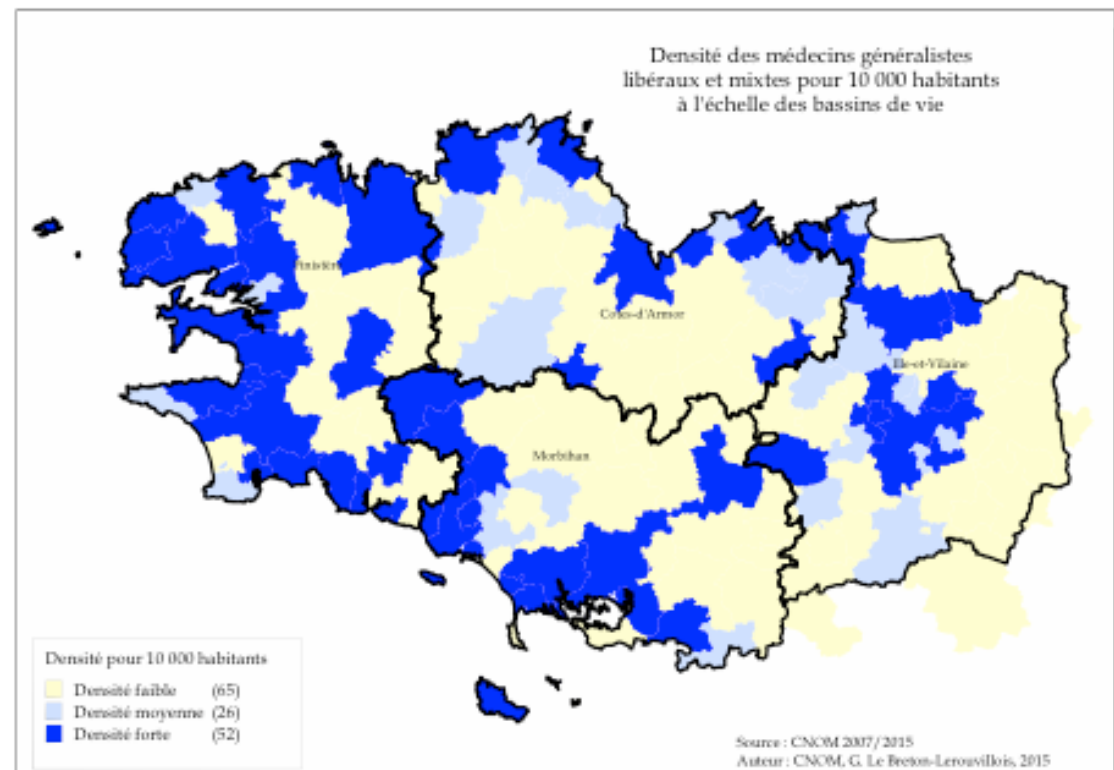 Densité des médecins généralistes
libéraux et mixtes pour 10 000 habitants
à l'échelle des bassins de vie
Côtes-d'Armor
Ille-et-Vilaine
Morbihan
Densité pour 10 000 habitants
Densité faible (65)
Densité moyenne (26)
Densité forte (52)
Source : CNOM 2007/2015
Auteur : CNOM, G. Le Breton-Lerouvillois, 2015